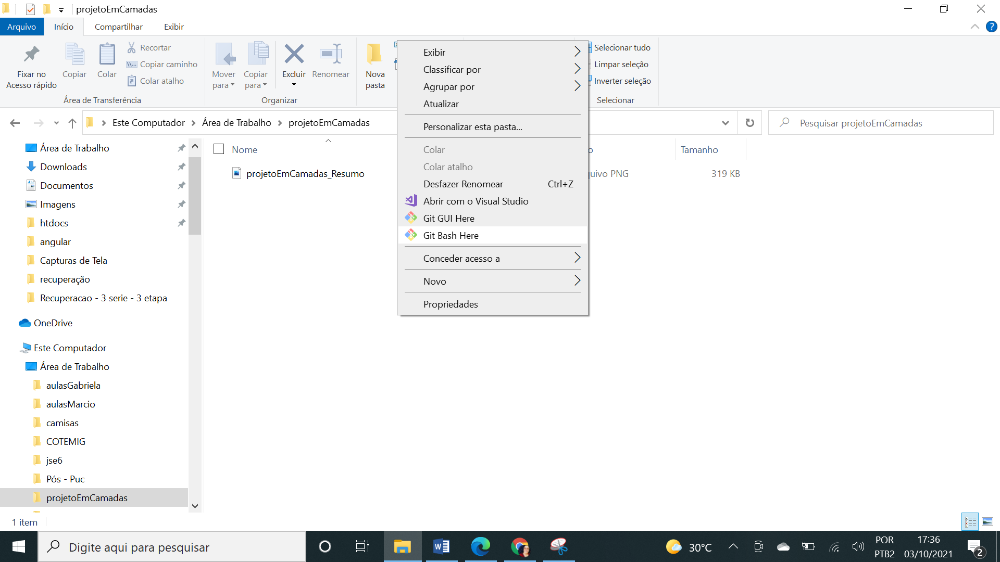 projetoEmCamadas
Arquivo Início Compartilhar Exibir
Fixar no
Acesso rápido
Copiar
Colar
Recortar
Copiar caminho
Colar atalho
Área de Transferência
Mover
para
Copiar
para
Excluir
Renomear
Organizar
Nova
pasta
Selecionar tudo
Limpar seleção
Inverter seleção
Selecionar
Este Computador Área de Trabalho projetoEmCamadas
Pesquisar projetoEmCamadas
Área de Trabalho
Downloads
Documentos
Imagens
htdocs
angular
Capturas de Tela
recuperação
Recuperacao - 3 serie - 3 etapa
OneDrive
Este Computador
Área de Trabalho
aulasGabriela
aulasMarcio
camisas
COTEMIG
jse6
Pós - Puc
projetoEmCamadas
Nome Tamanho
projetoEmCamadas_Resumo PNG 319 KB
Exibir
Classificar por
Agrupar por
Atualizar
Personalizar esta pasta...
Colar
Colar atalho
Desfazer Renomear Ctrl+Z
Abrir com o Visual Studio
Git GUI Here
Git Bash Here
Conceder acesso a
Novo
Propriedades
1 item
Digite aqui para pesquisar
30°C
POR
PTB2
17:36
03/10/2021
2